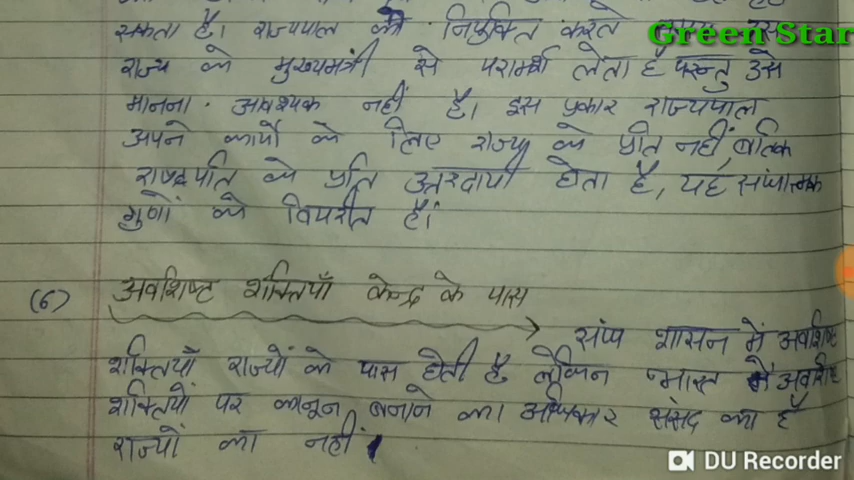 सकता है। राज्यपाल की नियुक्ति करते समय
Green Star
राज्य के मुख्यमंत्री से परामर्श लेता है परन्तु उसे
मानना आवश्यक नहीं है। इस प्रकार राज्यपाल
अपने कार्यों के लिए राज्य के प्रति नहीं, बल्कि
राष्ट्रपति के प्रति उत्तरदायी होता है, यह संघात्मक
गुणों के विपरीत है।
(6) अवशिष्ट शक्तियाँ केन्द्र के पास
संघ शासन में अवशिष्ट
शक्तियाँ राज्यों के पास होती है लेकिन भारत में अवशिष्ट
शक्तियों पर कानून बनाने का अधिकार संसद का है
राज्यों का नहीं।
DU Recorder